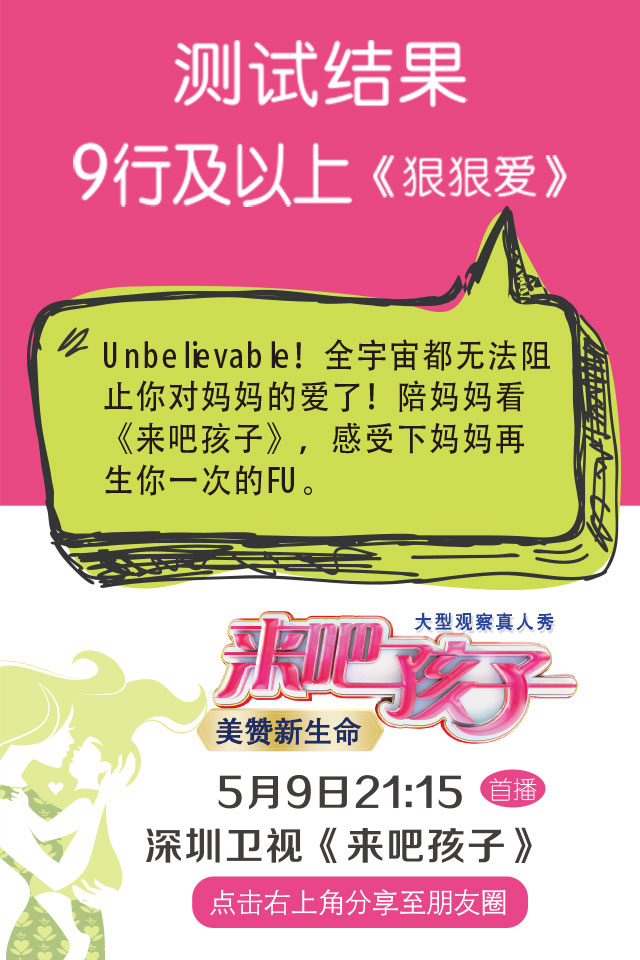 测试结果
9行及以上《狠狠爱》
Unbelievable！全宇宙都无法阻
止你对妈妈的爱了！陪妈妈看
《来吧孩子》，感受下妈妈再
生你一次的FU。
大型观察真人秀
来吧孩子
美赞新生命
5月9日21:15 首播
深圳卫视《来吧孩子》
点击右上角分享至朋友圈